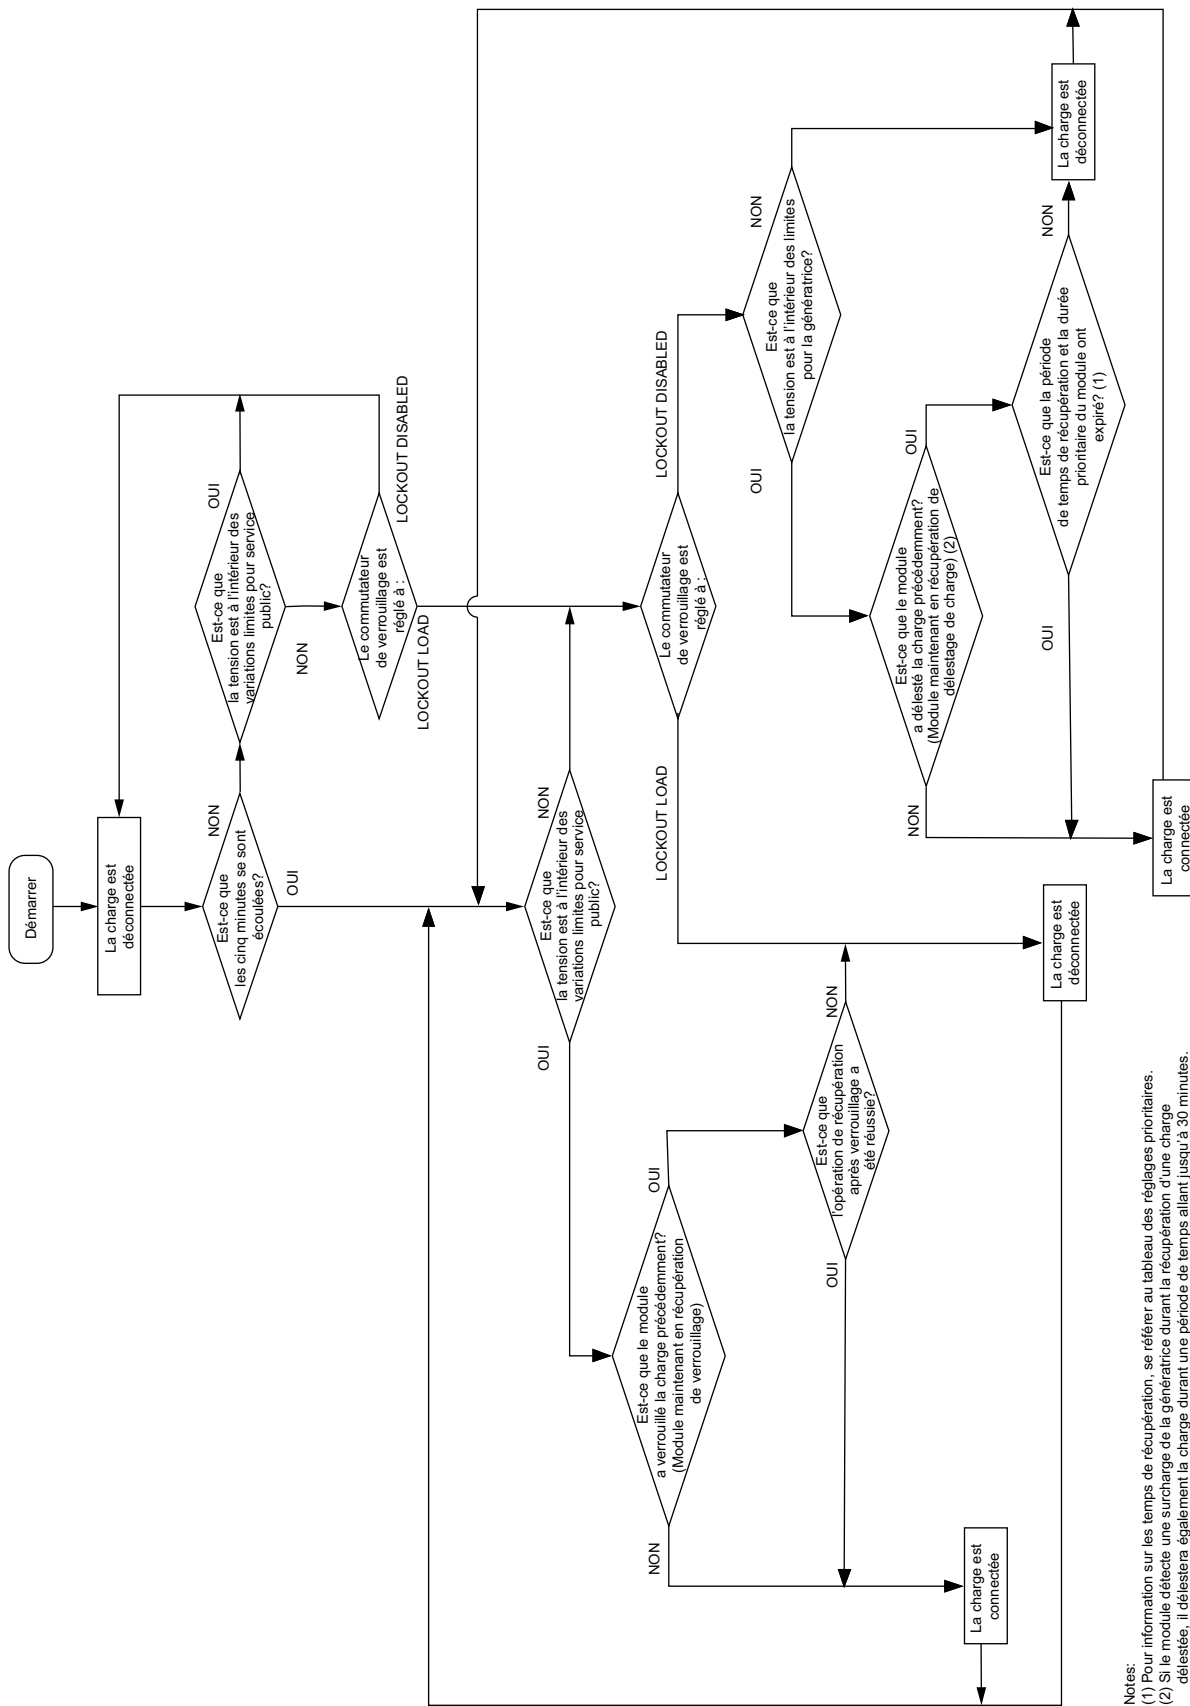 Démarrer
La charge est
déconnectée
Est-ce que
les cinq minutes se sont
écoulées?
NON
OUI
Est-ce que
la tension est à l'intérieur des
variations limites pour service
public?
OUI
NON
Le commutateur
de verrouillage est
réglé à :
LOCKOUT DISABLED
LOCKOUT LOAD
Est-ce que
la tension est à l'intérieur des
variations limites pour service
public?
NON
OUI
Le commutateur
de verrouillage est
réglé à :
LOCKOUT DISABLED
LOCKOUT LOAD
Est-ce que le module
a verrouillé la charge précédemment?
(Module maintenant en récupération
de verrouillage)
OUI
NON
Est-ce que
l'opération de récupération
après verrouillage a
été réussie?
NON
OUI
La charge est
connectée
La charge est
déconnectée
Est-ce que
la tension est à l'intérieur des limites
pour la génératrice?
NON
OUI
Est-ce que le module
a délesté la charge précédemment?
(Module maintenant en récupération de
délestage de charge) (2)
OUI
NON
Est-ce que la période
de temps de récupération et la durée
prioritaire du module ont
expiré? (1)
NON
OUI
La charge est
déconnectée
La charge est
connectée
Notes:
(1) Pour information sur les temps de récupération, se référer au tableau des réglages prioritaires.
(2) Si le module détecte une surcharge de la génératrice durant la récupération d'une charge
délestée, il délestera également la charge durant une période de temps allant jusqu'à 30 minutes.